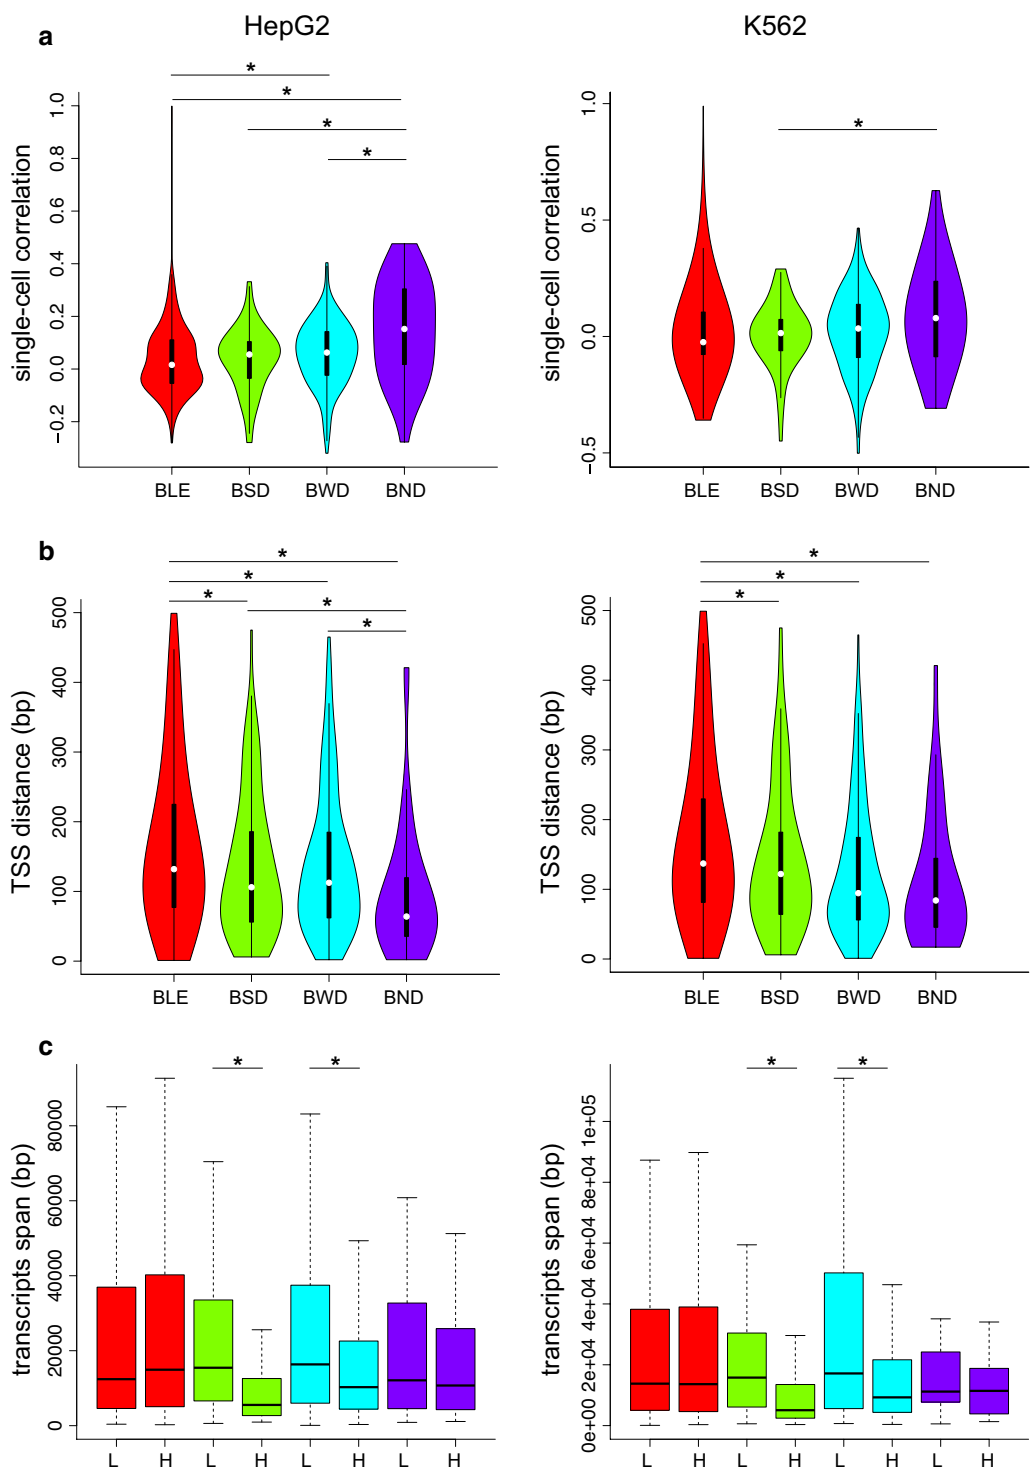 a
HepG2
K562
*
*
*
*
*
single-cell correlation
1.0
0.8
0.6
0.4
0.2
0.0
−0.2
BLE BSD BWD BND
single-cell correlation
1.0
0.5
0.0
−0.5
BLE BSD BWD BND
b
*
*
*
*
*
*
*
*
TSS distance (bp)
500
400
300
200
100
0
BLE BSD BWD BND
TSS distance (bp)
500
400
300
200
100
0
BLE BSD BWD BND
c
*
*
*
*
transcripts span (bp)
80000
60000
40000
20000
0
L H L H L H L H
transcripts span (bp)
1e+05
8e+04
6e+04
4e+04
2e+04
0e+00
L H L H L H L H